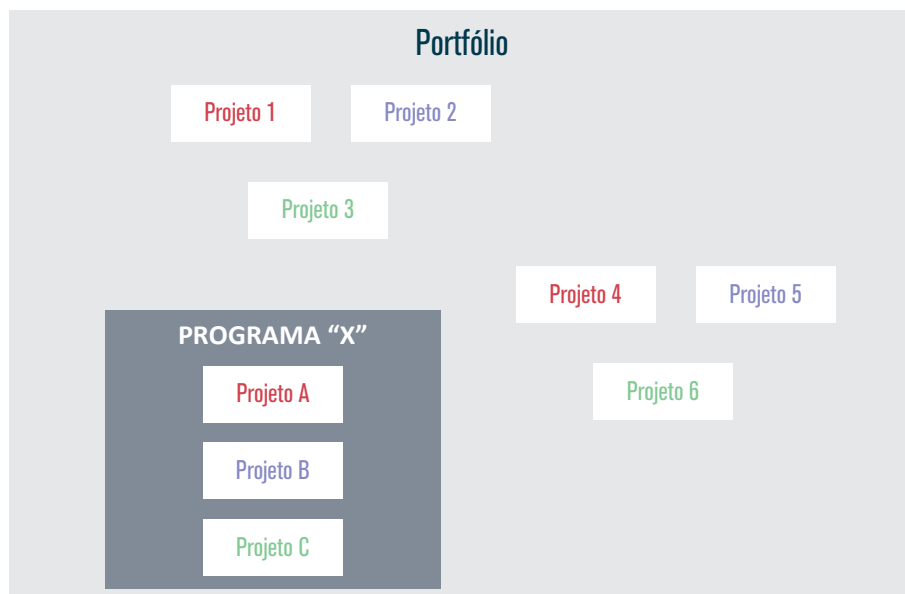 Portfólio
Projeto 1
Projeto 2
Projeto 3
Projeto 4
Projeto 5
Projeto 6
PROGRAMA “X”
Projeto A
Projeto B
Projeto C